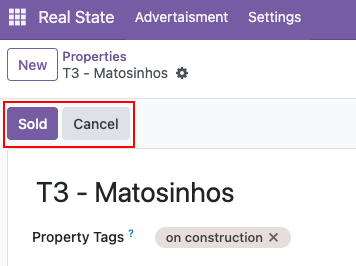 Real State Advertaisment Settings
New Properties
T3 - Matosinhos
Sold Cancel
T3 - Matosinhos
Property Tags ? on construction ×